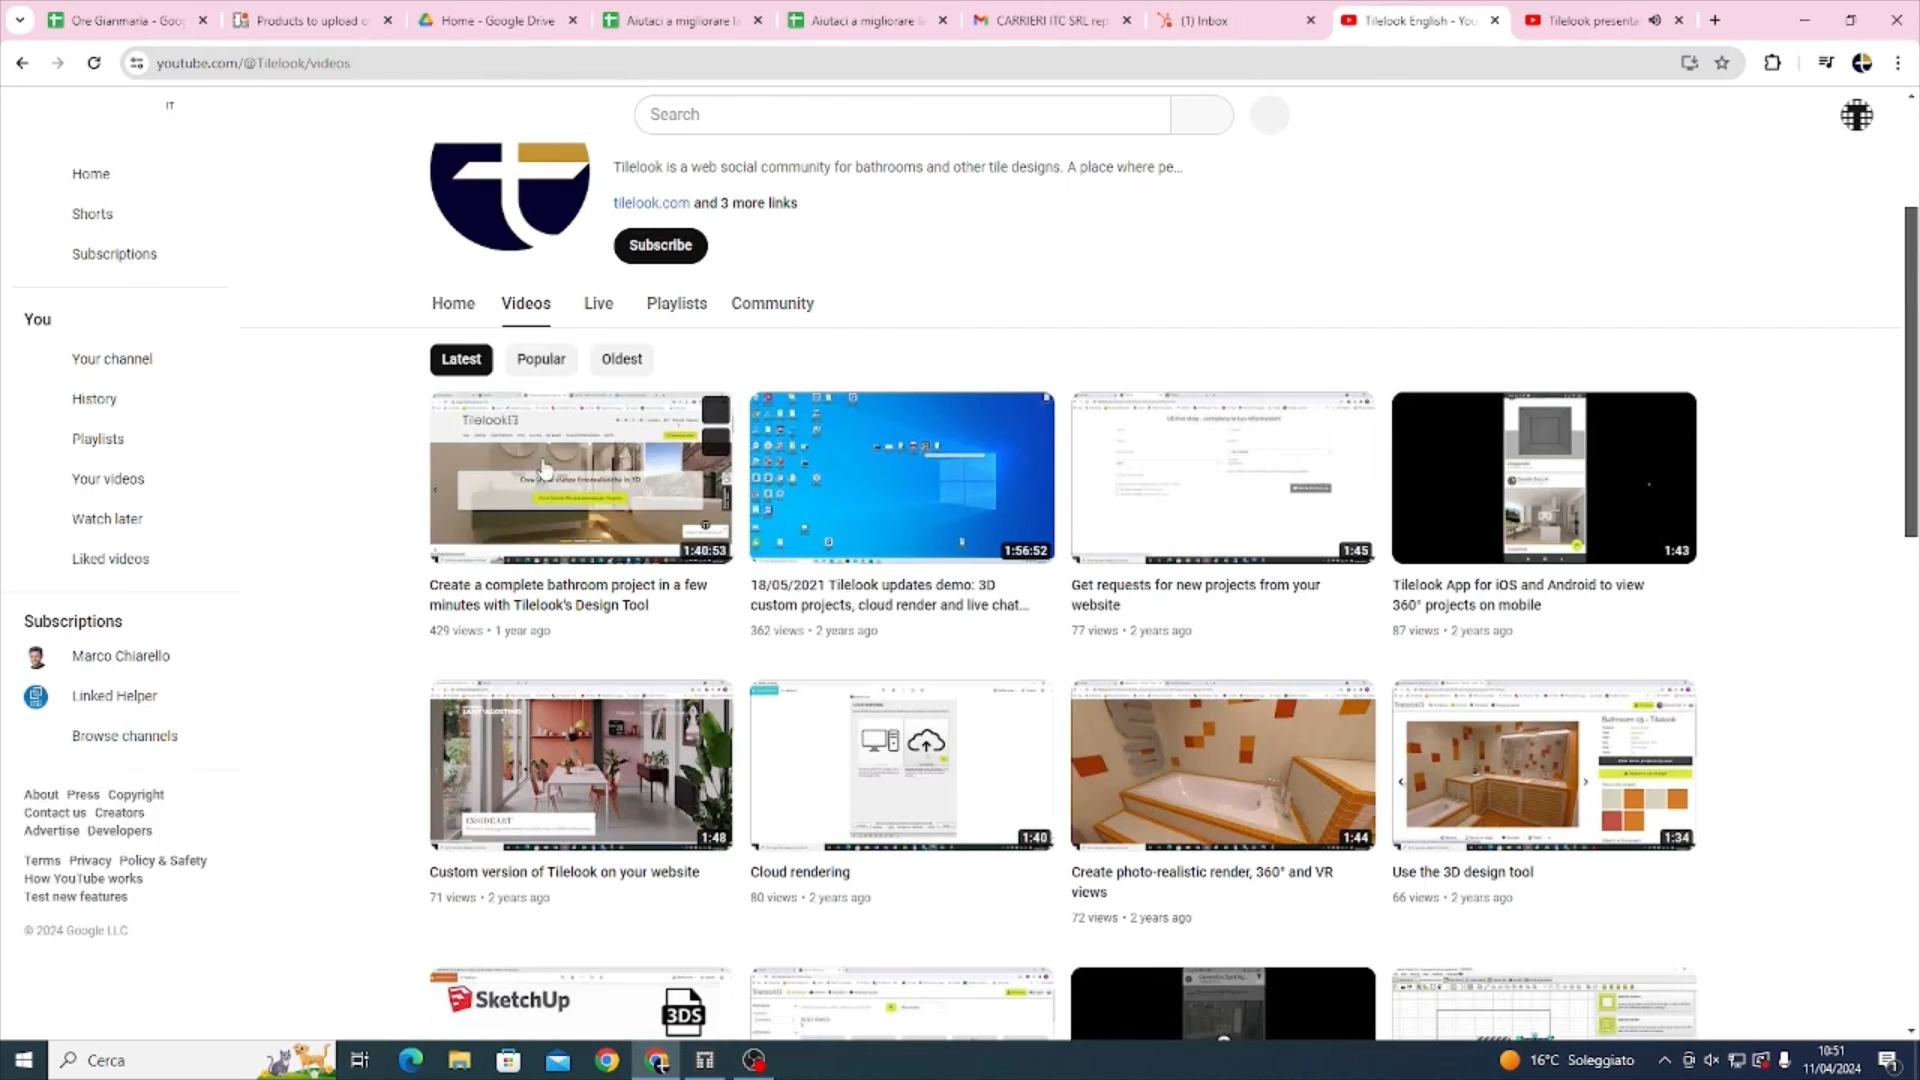 Ore Gianmaria - Goo
Products to upload o
Home - Google Drive
Aiutaci a migliorare l
Aiutaci a migliorare l
CARRIERI ITC SRL rep
(1) Inbox
Tilelook English - You
Tilelook presenta
youtube.com/@Tilelook/videos
IT
Search
Tilelook is a web social community for bathrooms and other tile designs. A place where pe...
tilelook.com and 3 more links
Subscribe
Home
Shorts
Subscriptions
You
Your channel
History
Playlists
Your videos
Watch later
Liked videos
Subscriptions
Marco Chiarello
Linked Helper
Browse channels
About Press Copyright
Contact us Creators
Advertise Developers
Terms Privacy Policy & Safety
How YouTube works
Test new features
© 2024 Google LLC
Home Videos Live Playlists Community
Latest Popular Oldest
Tilelook
1:40:53
1:56:52
1:45
1:43
Create a complete bathroom project in a few
minutes with Tilelook's Design Tool
429 views • 1 year ago
18/05/2021 Tilelook updates demo: 3D
custom projects, cloud render and live chat...
362 views • 2 years ago
Get requests for new projects from your
website
77 views • 2 years ago
Tilelook App for iOS and Android to view
360° projects on mobile
87 views • 2 years ago
SANT'AGOSTINO
INSIDEART
1:48
1:40
1:44
Bathroom 05 - Tilelook
1:34
Custom version of Tilelook on your website
71 views • 2 years ago
Cloud rendering
80 views • 2 years ago
Create photo-realistic render, 360° and VR
views
72 views • 2 years ago
Use the 3D design tool
66 views • 2 years ago
SketchUp
3DS
Cerca
16°C Soleggiato
10:51
11/04/2024
1